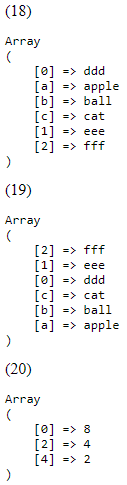 (18)
Array
(
    [0] => ddd
    [a] => apple
    [b] => ball
    [c] => cat
    [1] => eee
    [2] => fff
)
(19)
Array
(
    [2] => fff
    [1] => eee
    [0] => ddd
    [c] => cat
    [b] => ball
    [a] => apple
)
(20)
Array
(
    [0] => 8
    [2] => 4
    [4] => 2
)